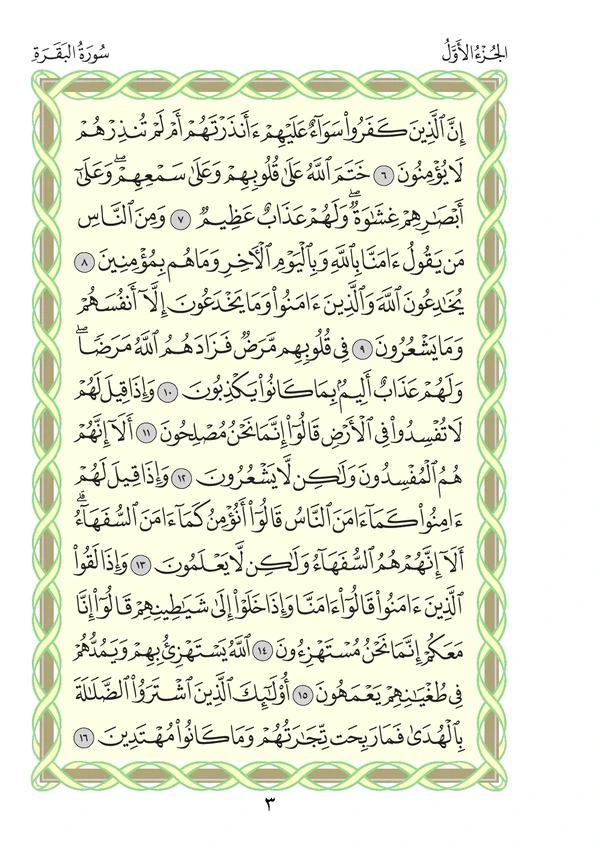 الجُزْءُ الأَوَّلُ
سُورَةُ البَقَرَةِ
إِنَّ ٱلَّذِينَ كَفَرُواْ سَوَآءٌ عَلَيْهِمْ ءَأَنذَرْتَهُمْ أَمْ لَمْ تُنذِرْهُمْ
لَا يُؤْمِنُونَ ٦ خَتَمَ ٱللَّهُ عَلَىٰ قُلُوبِهِمْ وَعَلَىٰ سَمْعِهِمْۖ وَعَلَىٰٓ
أَبْصَٰرِهِمْ غِشَٰوَةٌۖ وَلَهُمْ عَذَابٌ عَظِيمٌ ٧ وَمِنَ ٱلنَّاسِ
مَن يَقُولُ ءَامَنَّا بِٱللَّهِ وَبِٱلْيَوْمِ ٱلْأٓخِرِ وَمَا هُم بِمُؤْمِنِينَ ٨
يُخَٰدِعُونَ ٱللَّهَ وَٱلَّذِينَ ءَامَنُواْ وَمَا يَخْدَعُونَ إِلَّآ أَنفُسَهُمْ
وَمَا يَشْعُرُونَ ٩ فِي قُلُوبِهِم مَّرَضٌ فَزَادَهُمُ ٱللَّهُ مَرَضًاۖ
وَلَهُمْ عَذَابٌ أَلِيمُۢ بِمَا كَانُواْ يَكْذِبُونَ ١٠ وَإِذَا قِيلَ لَهُمْ
لَا تُفْسِدُواْ فِي ٱلْأَرْضِ قَالُوٓاْ إِنَّمَا نَحْنُ مُصْلِحُونَ ١١ أَلَآ إِنَّهُمْ
هُمُ ٱلْمُفْسِدُونَ وَلَٰكِن لَّا يَشْعُرُونَ ١٢ وَإِذَا قِيلَ لَهُمْ
ءَامِنُواْ كَمَآ ءَامَنَ ٱلنَّاسُ قَالُوٓاْ أَنُؤْمِنُ كَمَآ ءَامَنَ ٱلسُّفَهَآءُۗ
أَلَآ إِنَّهُمْ هُمُ ٱلسُّفَهَآءُ وَلَٰكِن لَّا يَعْلَمُونَ ١٣ وَإِذَا لَقُواْ
ٱلَّذِينَ ءَامَنُواْ قَالُوٓاْ ءَامَنَّا وَإِذَا خَلَوْاْ إِلَىٰ شَيَٰطِينِهِمْ قَالُوٓاْ إِنَّا
مَعَكُمْ إِنَّمَا نَحْنُ مُسْتَهْزِءُونَ ١٤ ٱللَّهُ يَسْتَهْزِئُ بِهِمْ وَيَمُدُّهُمْ
فِي طُغْيَٰنِهِمْ يَعْمَهُونَ ١٥ أُوْلَٰٓئِكَ ٱلَّذِينَ ٱشْتَرَوُاْ ٱلضَّلَٰلَةَ
بِٱلْهُدَىٰ فَمَا رَبِحَت تِّجَٰرَتُهُمْ وَمَا كَانُواْ مُهْتَدِينَ ١٦
٣